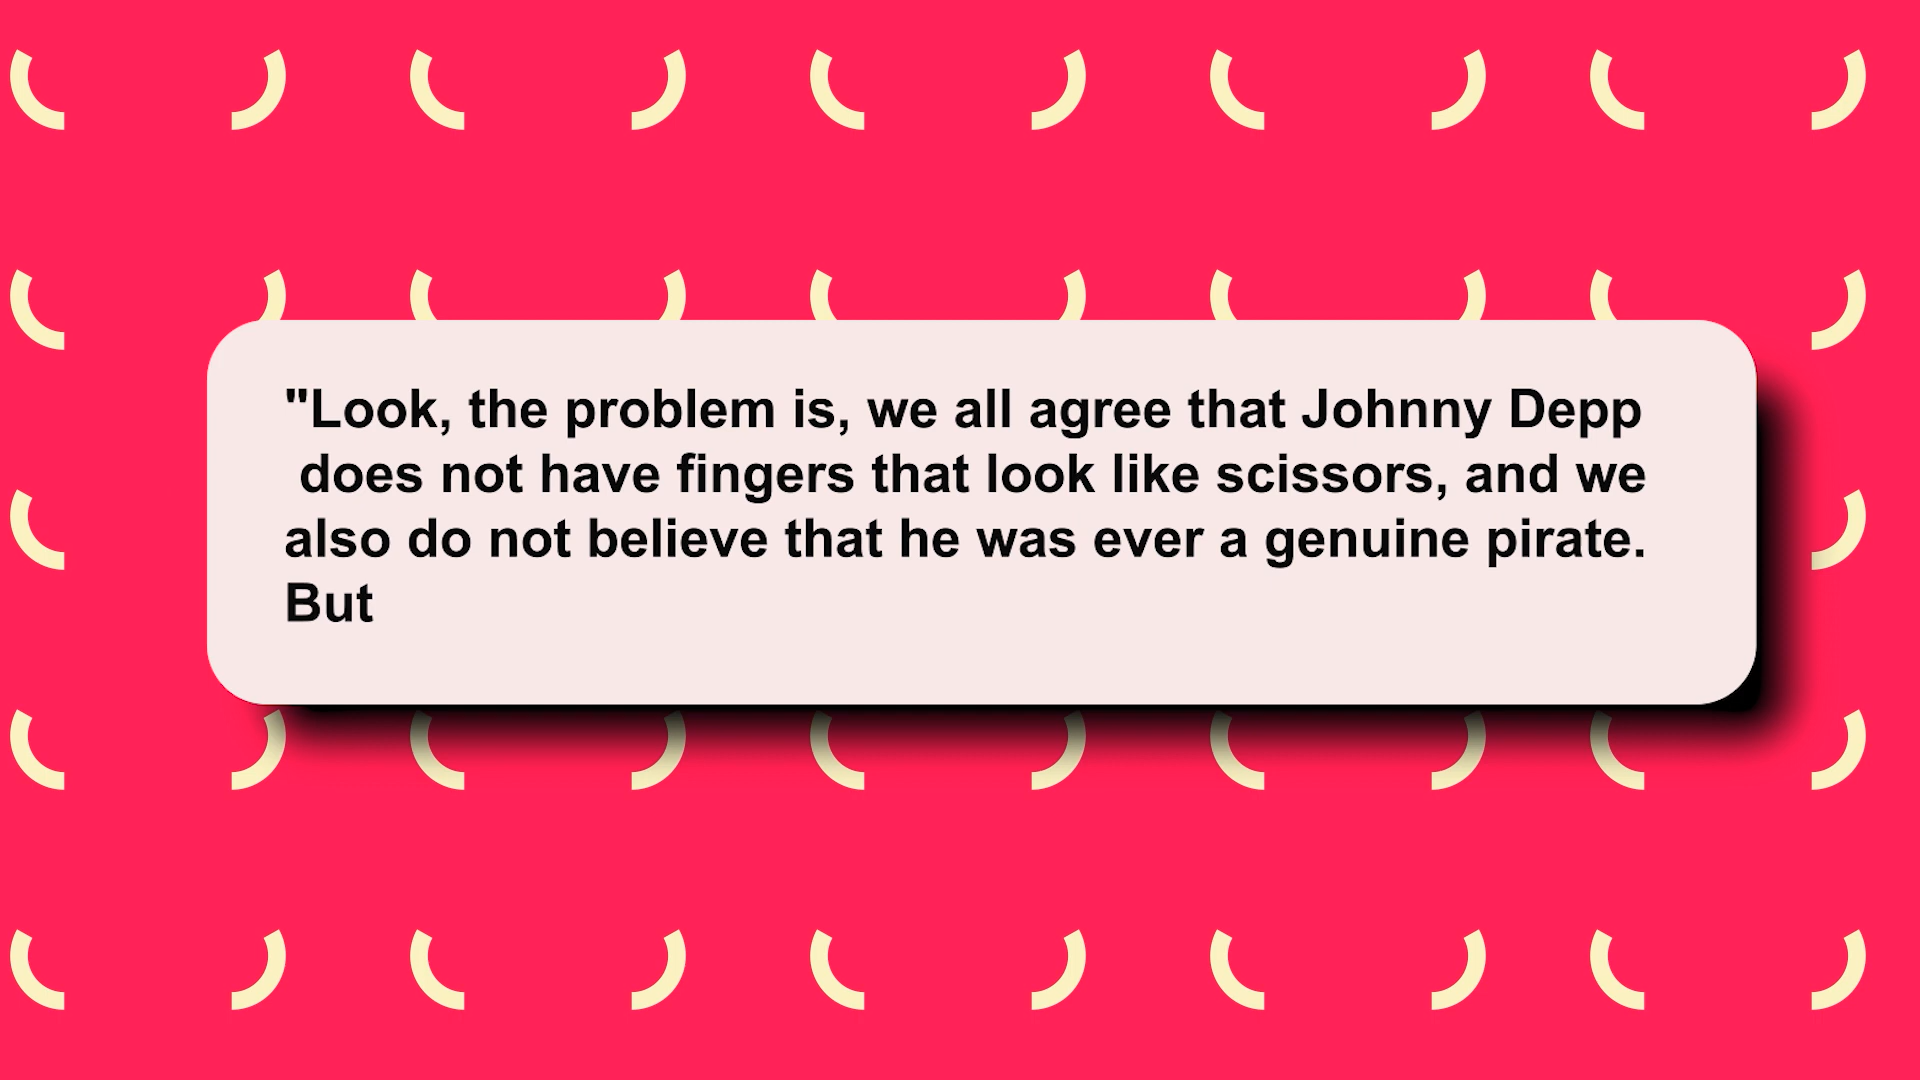 "Look, the problem is, we all agree that Johnny Depp
does not have fingers that look like scissors, and we
also do not believe that he was ever a genuine pirate.
But